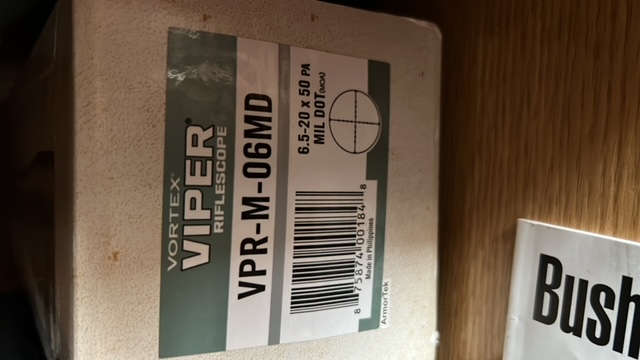 VORTEX®
VIPER®
RIFLESCOPE
VPR-M-06MD
6.5-20 x 50 PA
MIL DOT(MOA)
8 75874 00184 8
Made in Philippines
ArmorTek
Bush